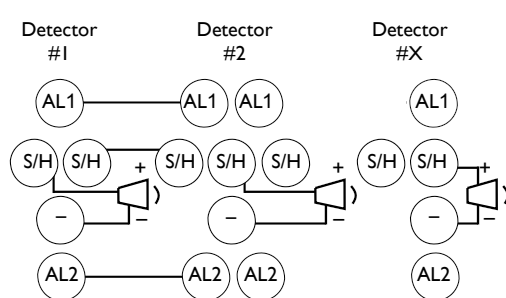 Detector Detector Detector
#1 #2 #X
AL1 AL1 AL1 AL1
S/H S/H S/H S/H S/H S/H S/H
+ + +
– – –
– – –
AL2 AL2 AL2 AL2